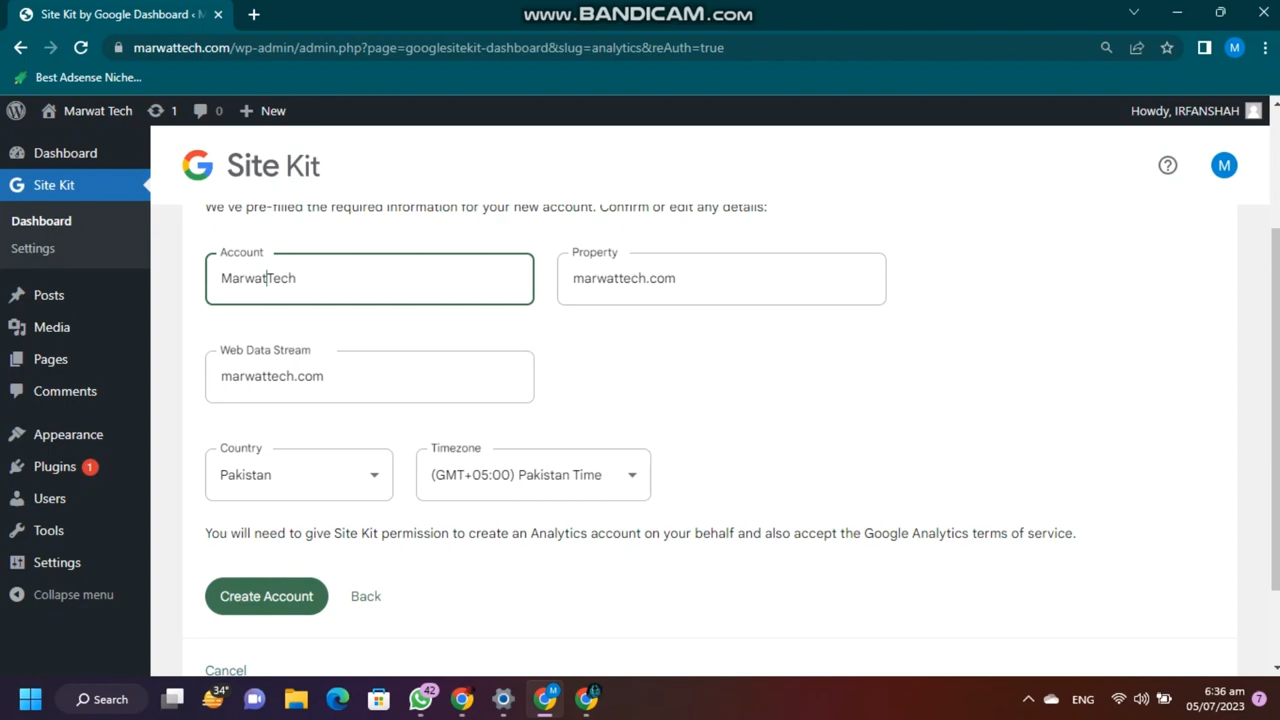 www.BANDICAM.com
Site Kit by Google Dashboard ‹ M
marwattech.com/wp-admin/admin.php?page=googlesitekit-dashboard&slug=analytics&reAuth=true
M
Best Adsense Niche...
Marwat Tech
1
0
New
Howdy, IRFANSHAH
Dashboard
Site Kit
Dashboard
Settings
Posts
Media
Pages
Comments
Appearance
Plugins 1
Users
Tools
Settings
Collapse menu
G Site Kit
M
We've pre-filled the required information for your new account. Confirm or edit any details:
Account
MarwatTech
Property
marwattech.com
Web Data Stream
marwattech.com
Country
Pakistan
Timezone
(GMT+05:00) Pakistan Time
You will need to give Site Kit permission to create an Analytics account on your behalf and also accept the Google Analytics terms of service.
Create Account
Back
Cancel
Search
34°
42
M
ENG
6:36 am
05/07/2023
7